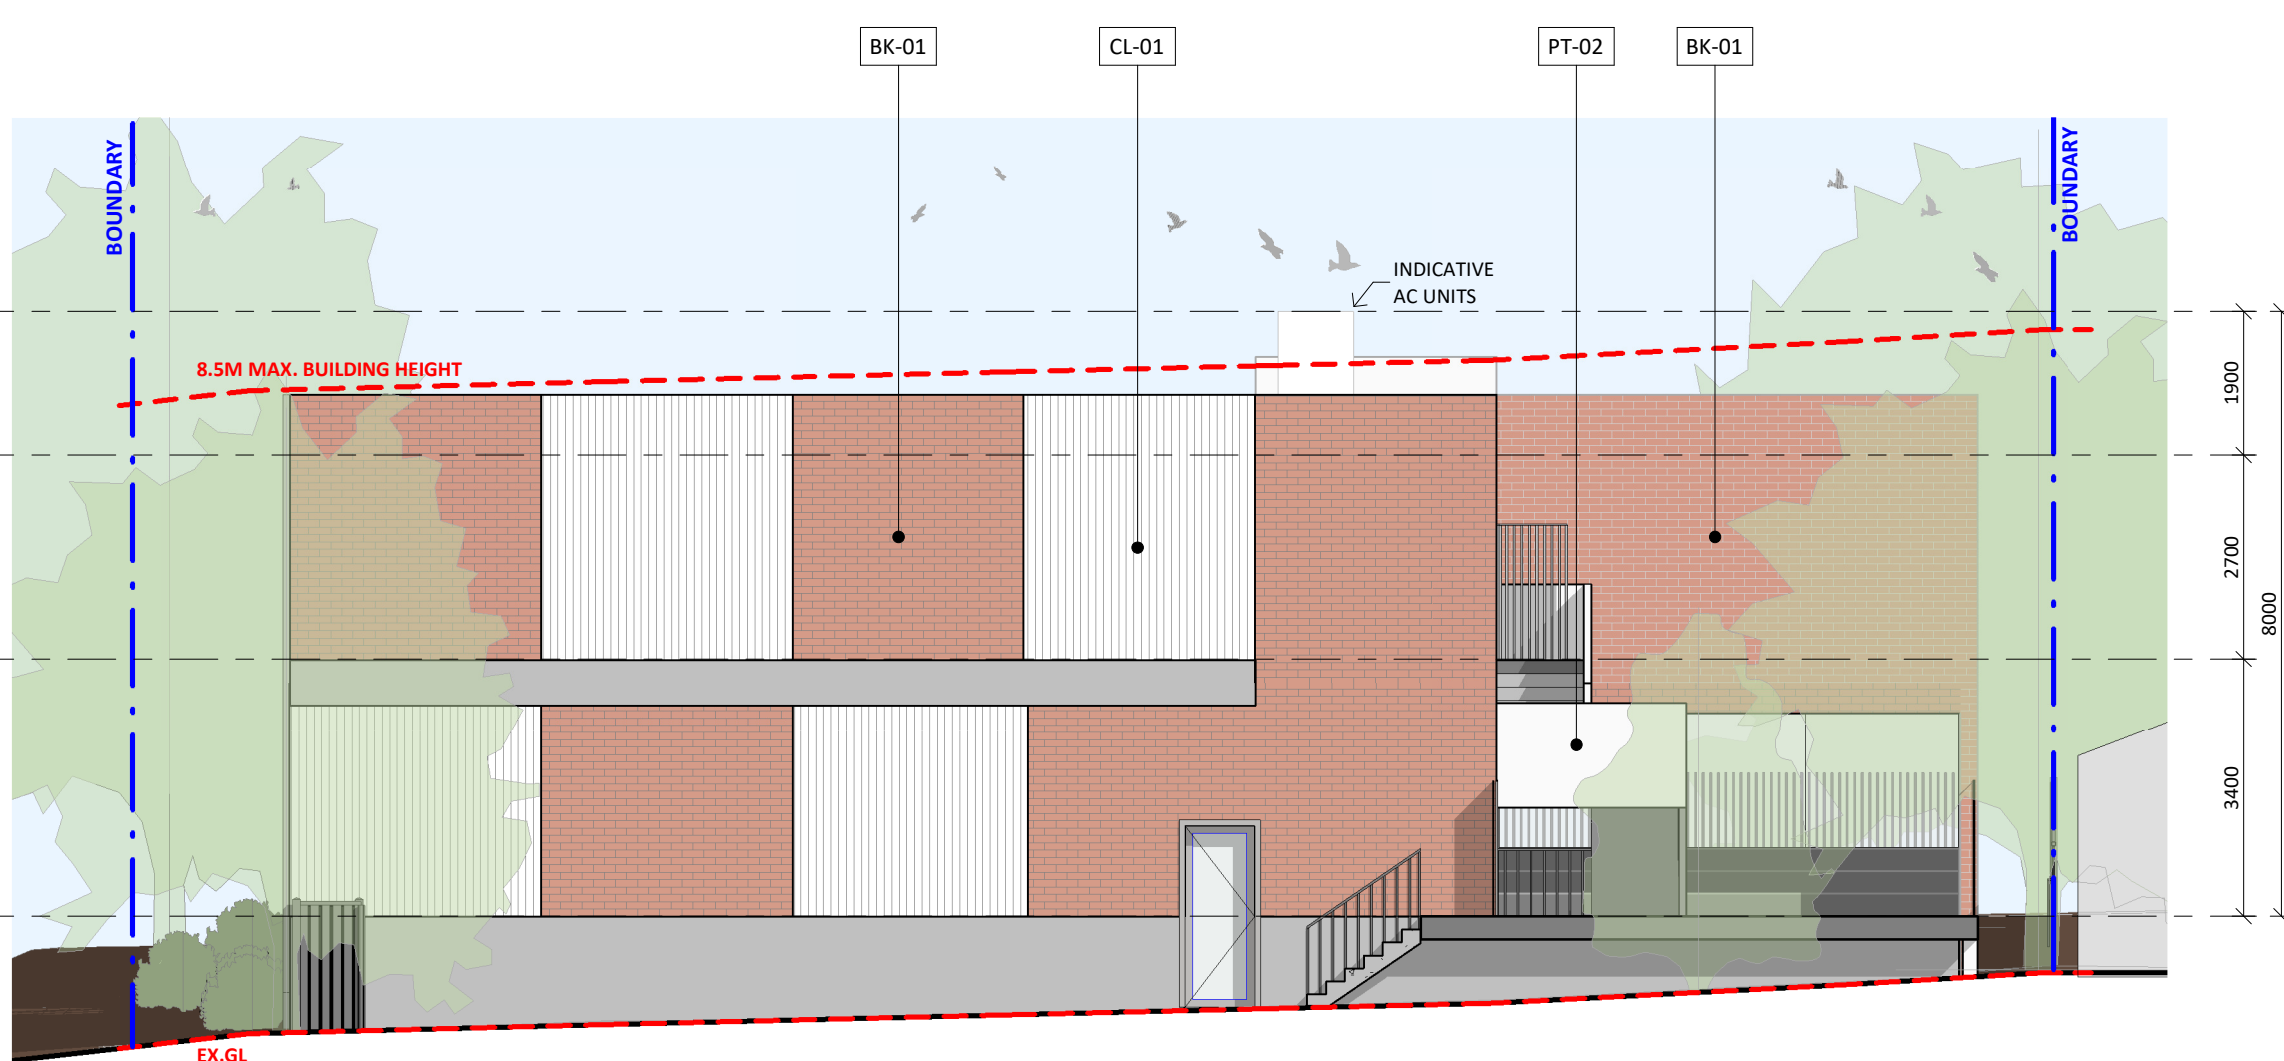 BK-01
CL-01
PT-02
BK-01
BOUNDARY
BOUNDARY
INDICATIVE
AC UNITS
8.5M MAX. BUILDING HEIGHT
1900
2700
8000
3400
EX.GL